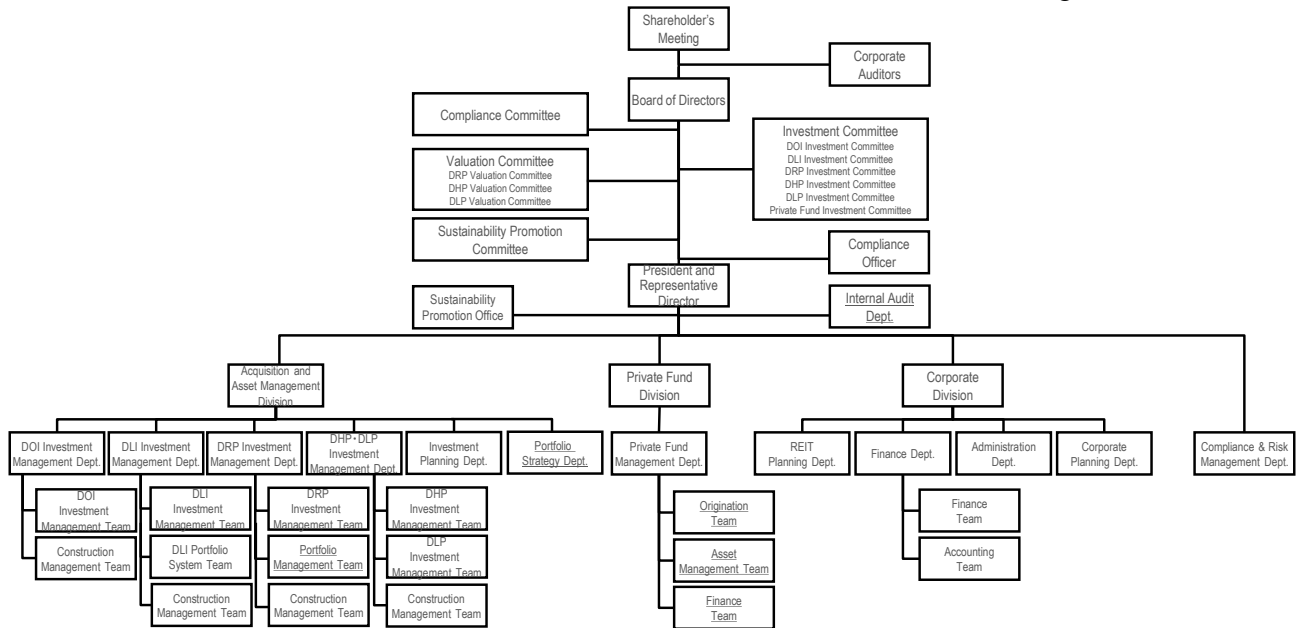 Shareholder's
Meeting
Corporate
Auditors
Board of Directors
Compliance Committee
Investment Committee
DOI Investment Committee
DLI Investment Committee
DRP Investment Committee
DHP Investment Committee
DLP Investment Committee
Private Fund Investment Committee
Valuation Committee
DRP Valuation Committee
DHP Valuation Committee
DLP Valuation Committee
Sustainability Promotion
Committee
Compliance
Officer
President and
Representative
Director
Sustainability
Promotion Office
Internal Audit
Dept.
Acquisition and
Asset Management
Division
Private Fund
Division
Corporate
Division
DOI Investment
Management Dept.
DLI Investment
Management Dept.
DRP Investment
Management Dept.
DHP・DLP
Investment
Management Dept.
Investment
Planning Dept.
Portfolio
Strategy Dept.
Private Fund
Management Dept.
REIT
Planning Dept.
Finance Dept.
Administration
Dept.
Corporate
Planning Dept.
Compliance & Risk
Management Dept.
DOI
Investment
Management Team
DLI
Investment
Management Team
DRP
Investment
Management Team
DHP
Investment
Management Team
Origination
Team
Finance
Team
Construction
Management Team
DLI Portfolio
System Team
Portfolio
Management Team
DLP
Investment
Management Team
Asset
Management Team
Accounting
Team
Construction
Management Team
Construction
Management Team
Construction
Management Team
Finance
Team